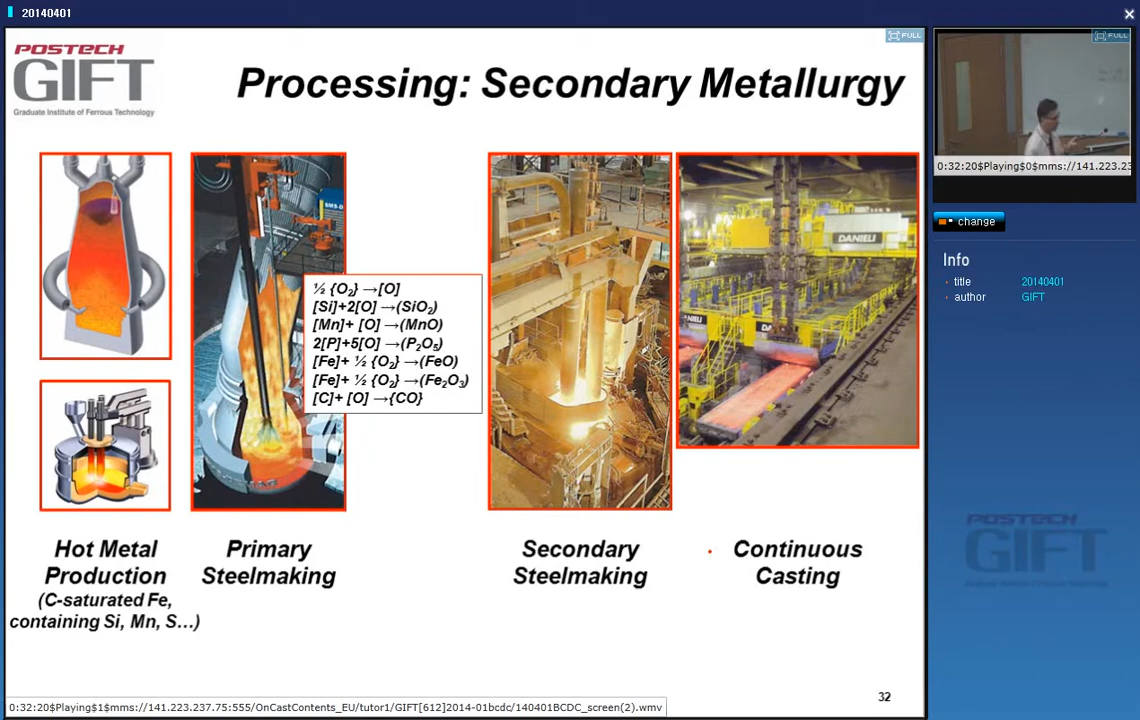 20140401
POSTECH
GIFT
Graduate Institute of Ferrous Technology
FULL
Processing: Secondary Metallurgy
DANIELI
½ {O₂} →[O]
[Si]+2[O] →(SiO₂)
[Mn]+ [O] →(MnO)
2[P]+5[O] →(P₂O₅)
[Fe]+ ½ {O₂} →(FeO)
[Fe]+ ½ {O₂} →(Fe₂O₃)
[C]+ [O] →{CO}
Hot Metal
Production
(C-saturated Fe,
containing Si, Mn, S…)
Primary
Steelmaking
Secondary
Steelmaking
Continuous
Casting
32
0:32:20$Playing$1$mms://141.223.237.75:555/OnCastContents_EU/tutor1/GIFT[612]2014-01bcdc/140401BCDC_screen(2).wmv
FULL
0:32:20$Playing$0$mms://141.223.23
change
Info
title 20140401
author GIFT
POSTECH
GIFT